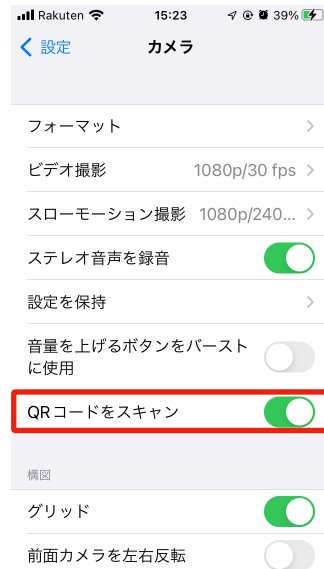 Rakuten 15:23 39%
設定 カメラ
フォーマット
ビデオ撮影 1080p/30 fps
スローモーション撮影 1080p/240...
ステレオ音声を録音
設定を保持
音量を上げるボタンをバースト
に使用
QRコードをスキャン
構図
グリッド
前面カメラを左右反転